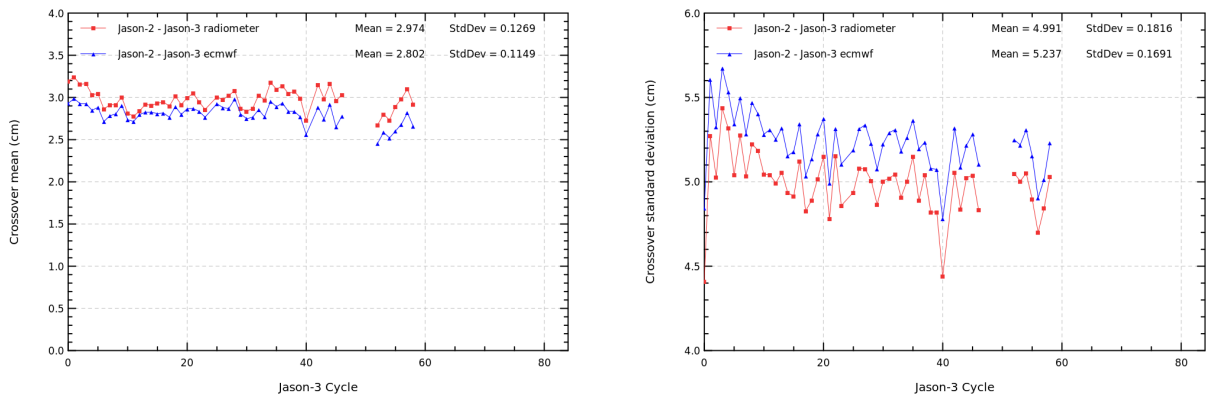 4.0
3.5
3.0
2.5
2.0
1.5
1.0
0.5
0.0
Crossover mean (cm)
Jason-2 - Jason-3 radiometer Mean = 2.974 StdDev = 0.1269
Jason-2 - Jason-3 ecmwf Mean = 2.802 StdDev = 0.1149
0 20 40 60 80
Jason-3 Cycle
6.0
5.5
5.0
4.5
4.0
Crossover standard deviation (cm)
Jason-2 - Jason-3 radiometer Mean = 4.991 StdDev = 0.1816
Jason-2 - Jason-3 ecmwf Mean = 5.237 StdDev = 0.1691
0 20 40 60 80
Jason-3 Cycle